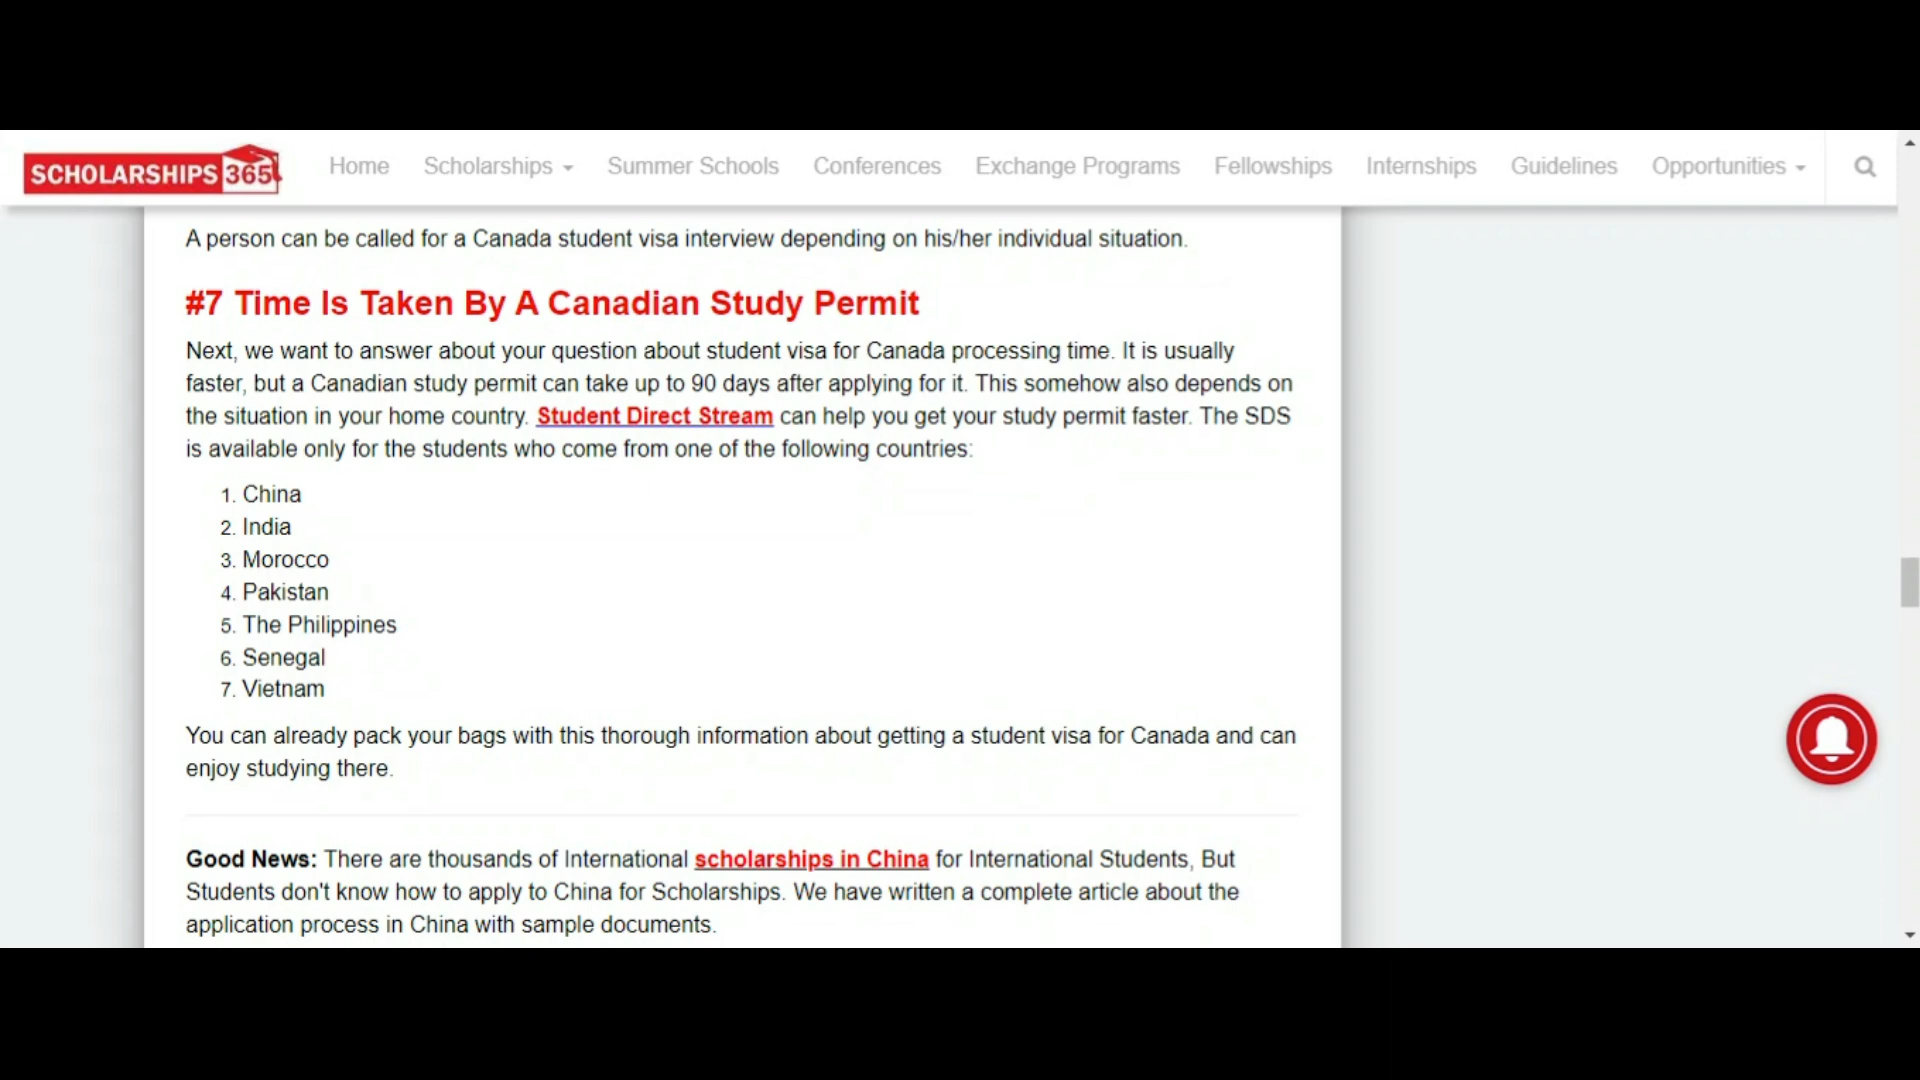 SCHOLARSHIPS 365 Home Scholarships Summer Schools Conferences Exchange Programs Fellowships Internships Guidelines Opportunities
A person can be called for a Canada student visa interview depending on his/her individual situation.
#7 Time Is Taken By A Canadian Study Permit
Next, we want to answer about your question about student visa for Canada processing time. It is usually
faster, but a Canadian study permit can take up to 90 days after applying for it. This somehow also depends on
the situation in your home country. Student Direct Stream can help you get your study permit faster. The SDS
is available only for the students who come from one of the following countries:
1. China
2. India
3. Morocco
4. Pakistan
5. The Philippines
6. Senegal
7. Vietnam
You can already pack your bags with this thorough information about getting a student visa for Canada and can
enjoy studying there.
Good News: There are thousands of International scholarships in China for International Students, But
Students don't know how to apply to China for Scholarships. We have written a complete article about the
application process in China with sample documents.